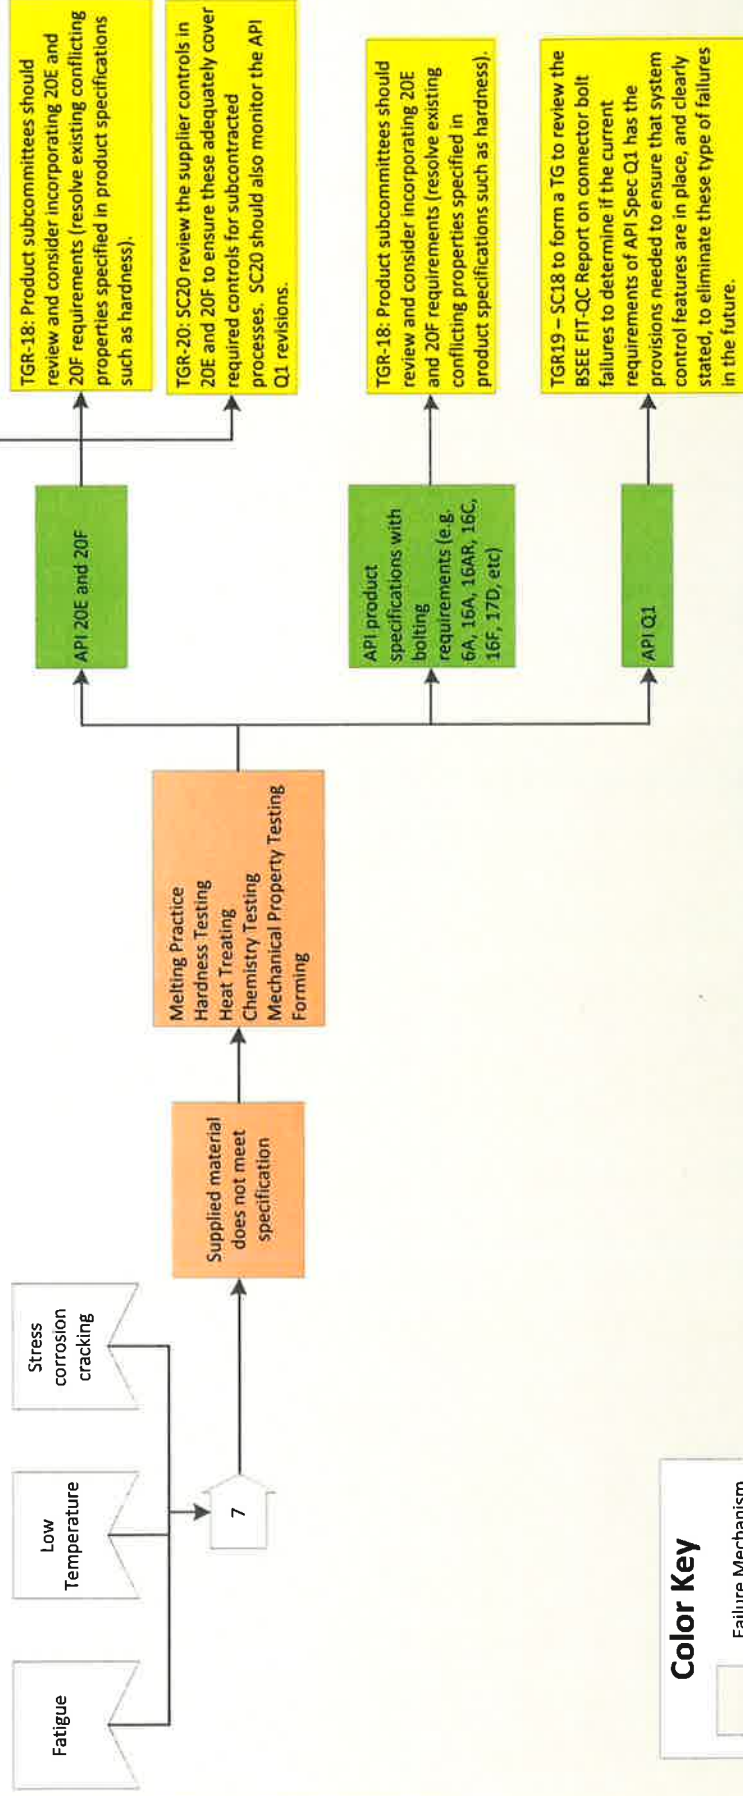 Fatigue
Low
Temperature
Stress
corrosion
cracking
7
Supplied material
does not meet
specification
Melting Practice
Hardness Testing
Heat Treating
Chemistry Testing
Mechanical Property Testing
Forming
API 20E and 20F
API product
specifications with
bolting
requirements (e.g.
6A, 16A, 16AR, 16C,
16F, 17D, etc)
API Q1
TGR-18: Product subcommittees should
review and consider incorporating 20E and
20F requirements (resolve existing conflicting
properties specified in product specifications
such as hardness).
TGR-20: SC20 review the supplier controls in
20E and 20F to ensure these adequately cover
required controls for subcontracted
processes.  SC20 should also monitor the API
Q1 revisions.
TGR-18: Product subcommittees should
review and consider incorporating 20E
and 20F requirements (resolve existing
conflicting properties specified in
product specifications such as hardness).
TGR19 – SC18 to form a TG to review the
BSEE FIT-QC Report on connector bolt
failures to determine if the current
requirements of API Spec Q1 has the
provisions needed to ensure that system
control features are in place, and clearly
stated, to eliminate these type of failures
in the future.
Color Key
Failure Mechanism